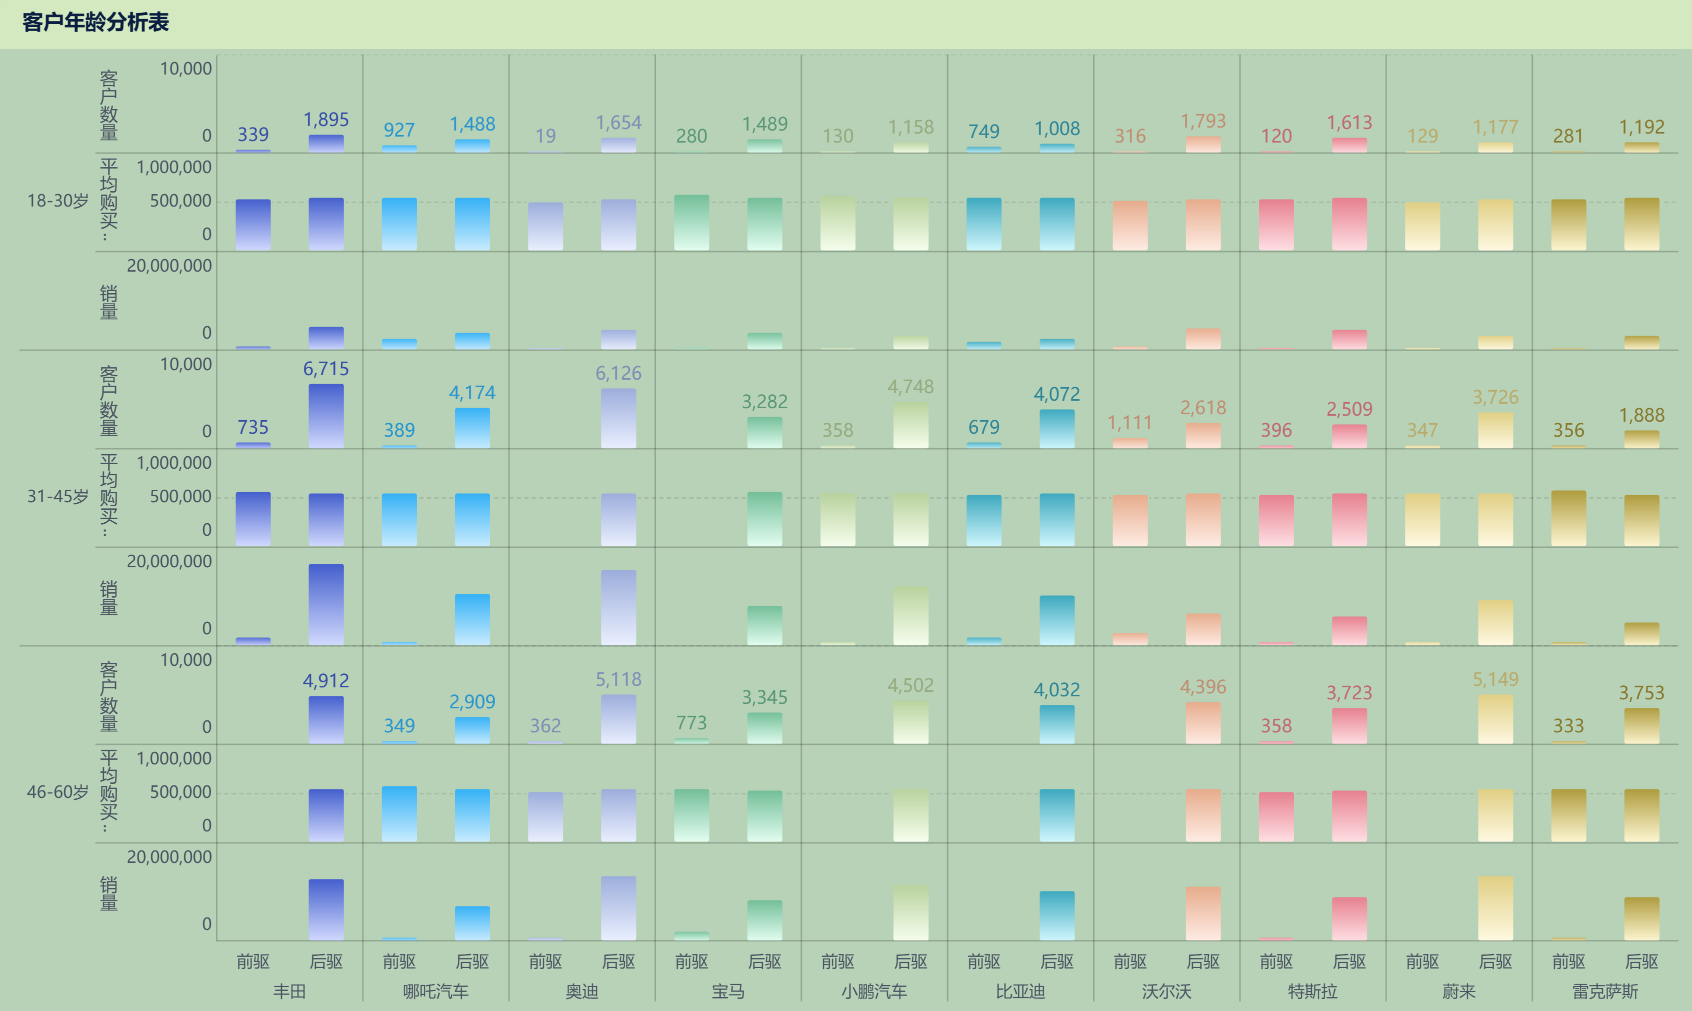 客户年龄分析表
18-30岁
客户数量
10,000
0
339 1,895 927 1,488 19 1,654 280 1,489 130 1,158 749 1,008 316 1,793 120 1,613 129 1,177 281 1,192
平均购买..
1,000,000
500,000
0
销量
20,000,000
0
31-45岁
客户数量
10,000
0
735 6,715 389 4,174 6,126 3,282 358 4,748 679 4,072 1,111 2,618 396 2,509 347 3,726 356 1,888
平均购买..
1,000,000
500,000
0
销量
20,000,000
0
46-60岁
客户数量
10,000
0
4,912 349 2,909 362 5,118 773 3,345 4,502 4,032 4,396 358 3,723 5,149 333 3,753
平均购买..
1,000,000
500,000
0
销量
20,000,000
0
前驱 后驱 前驱 后驱 前驱 后驱 前驱 后驱 前驱 后驱 前驱 后驱 前驱 后驱 前驱 后驱 前驱 后驱 前驱 后驱
丰田 哪吒汽车 奥迪 宝马 小鹏汽车 比亚迪 沃尔沃 特斯拉 蔚来 雷克萨斯